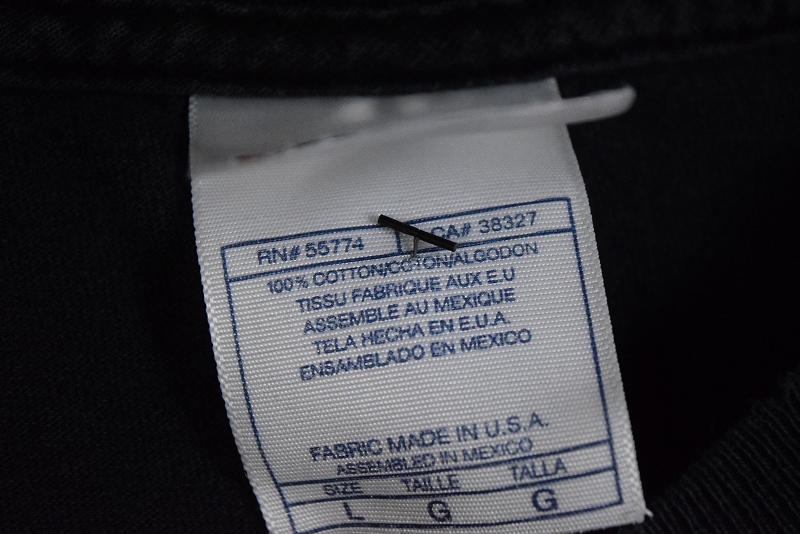 RN# 55774 CA# 38327
100% COTTON/COTON/ALGODON
TISSU FABRIQUE AUX E.U
ASSEMBLE AU MEXIQUE
TELA HECHA EN E.U.A.
ENSAMBLADO EN MEXICO
FABRIC MADE IN U.S.A.
ASSEMBLED IN MEXICO
SIZE TAILLE TALLA
L G G